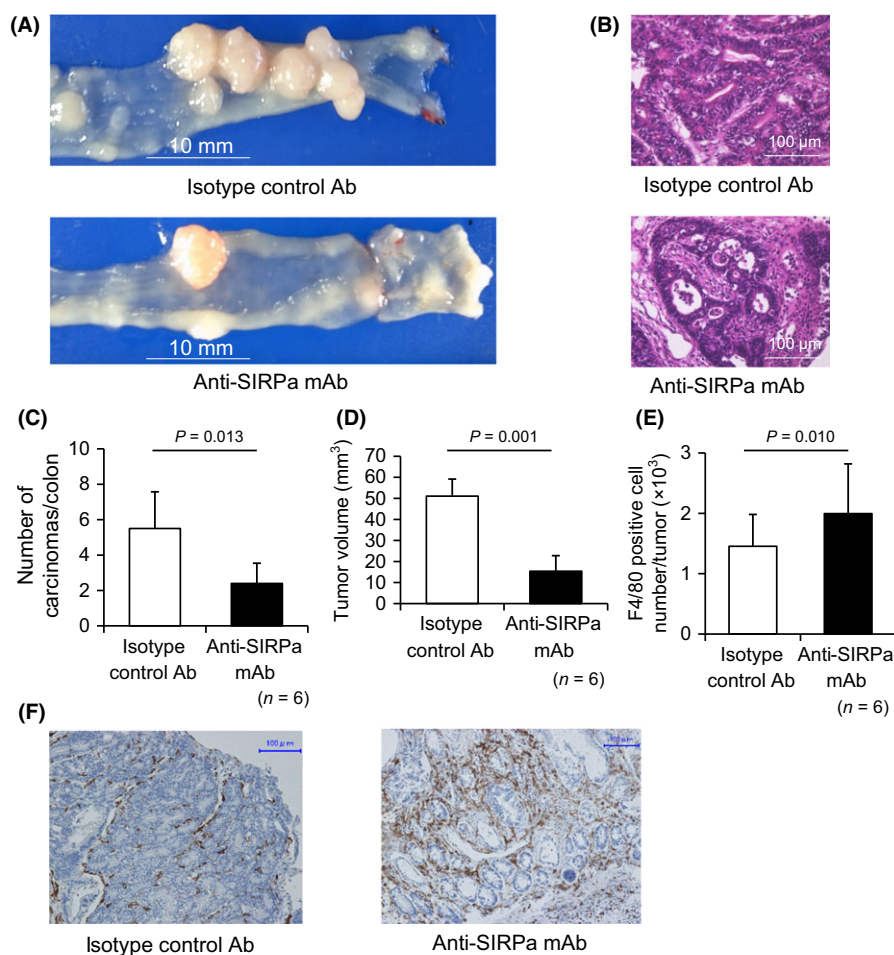 (A)
10 mm
Isotype control Ab
10 mm
Anti-SIRPa mAb
(B)
100 µm
Isotype control Ab
100 µm
Anti-SIRPa mAb
(C)
P = 0.013
Number of
carcinomas/colon
10
8
6
4
2
0
Isotype
control Ab
Anti-SIRPa
mAb
(n = 6)
(D)
P = 0.001
Tumor volume (mm³)
70
60
50
40
30
20
10
0
Isotype
control Ab
Anti-SIRPa
mAb
(n = 6)
(E)
P = 0.010
F4/80 positive cell
number/tumor (×10³)
3
2
1
0
Isotype
control Ab
Anti-SIRPa
mAb
(n = 6)
(F)
100 µm
Isotype control Ab
100 µm
Anti-SIRPa mAb